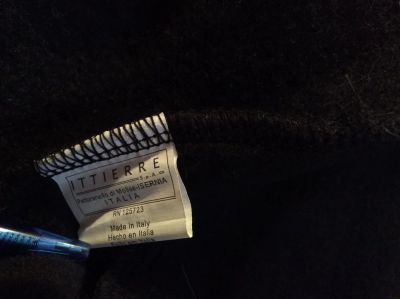 ITTIERRE
S.p.A.
Pettoranello di Molise-ISERNIA
ITALIA
RN 125723
Made in Italy
Hecho en Italia